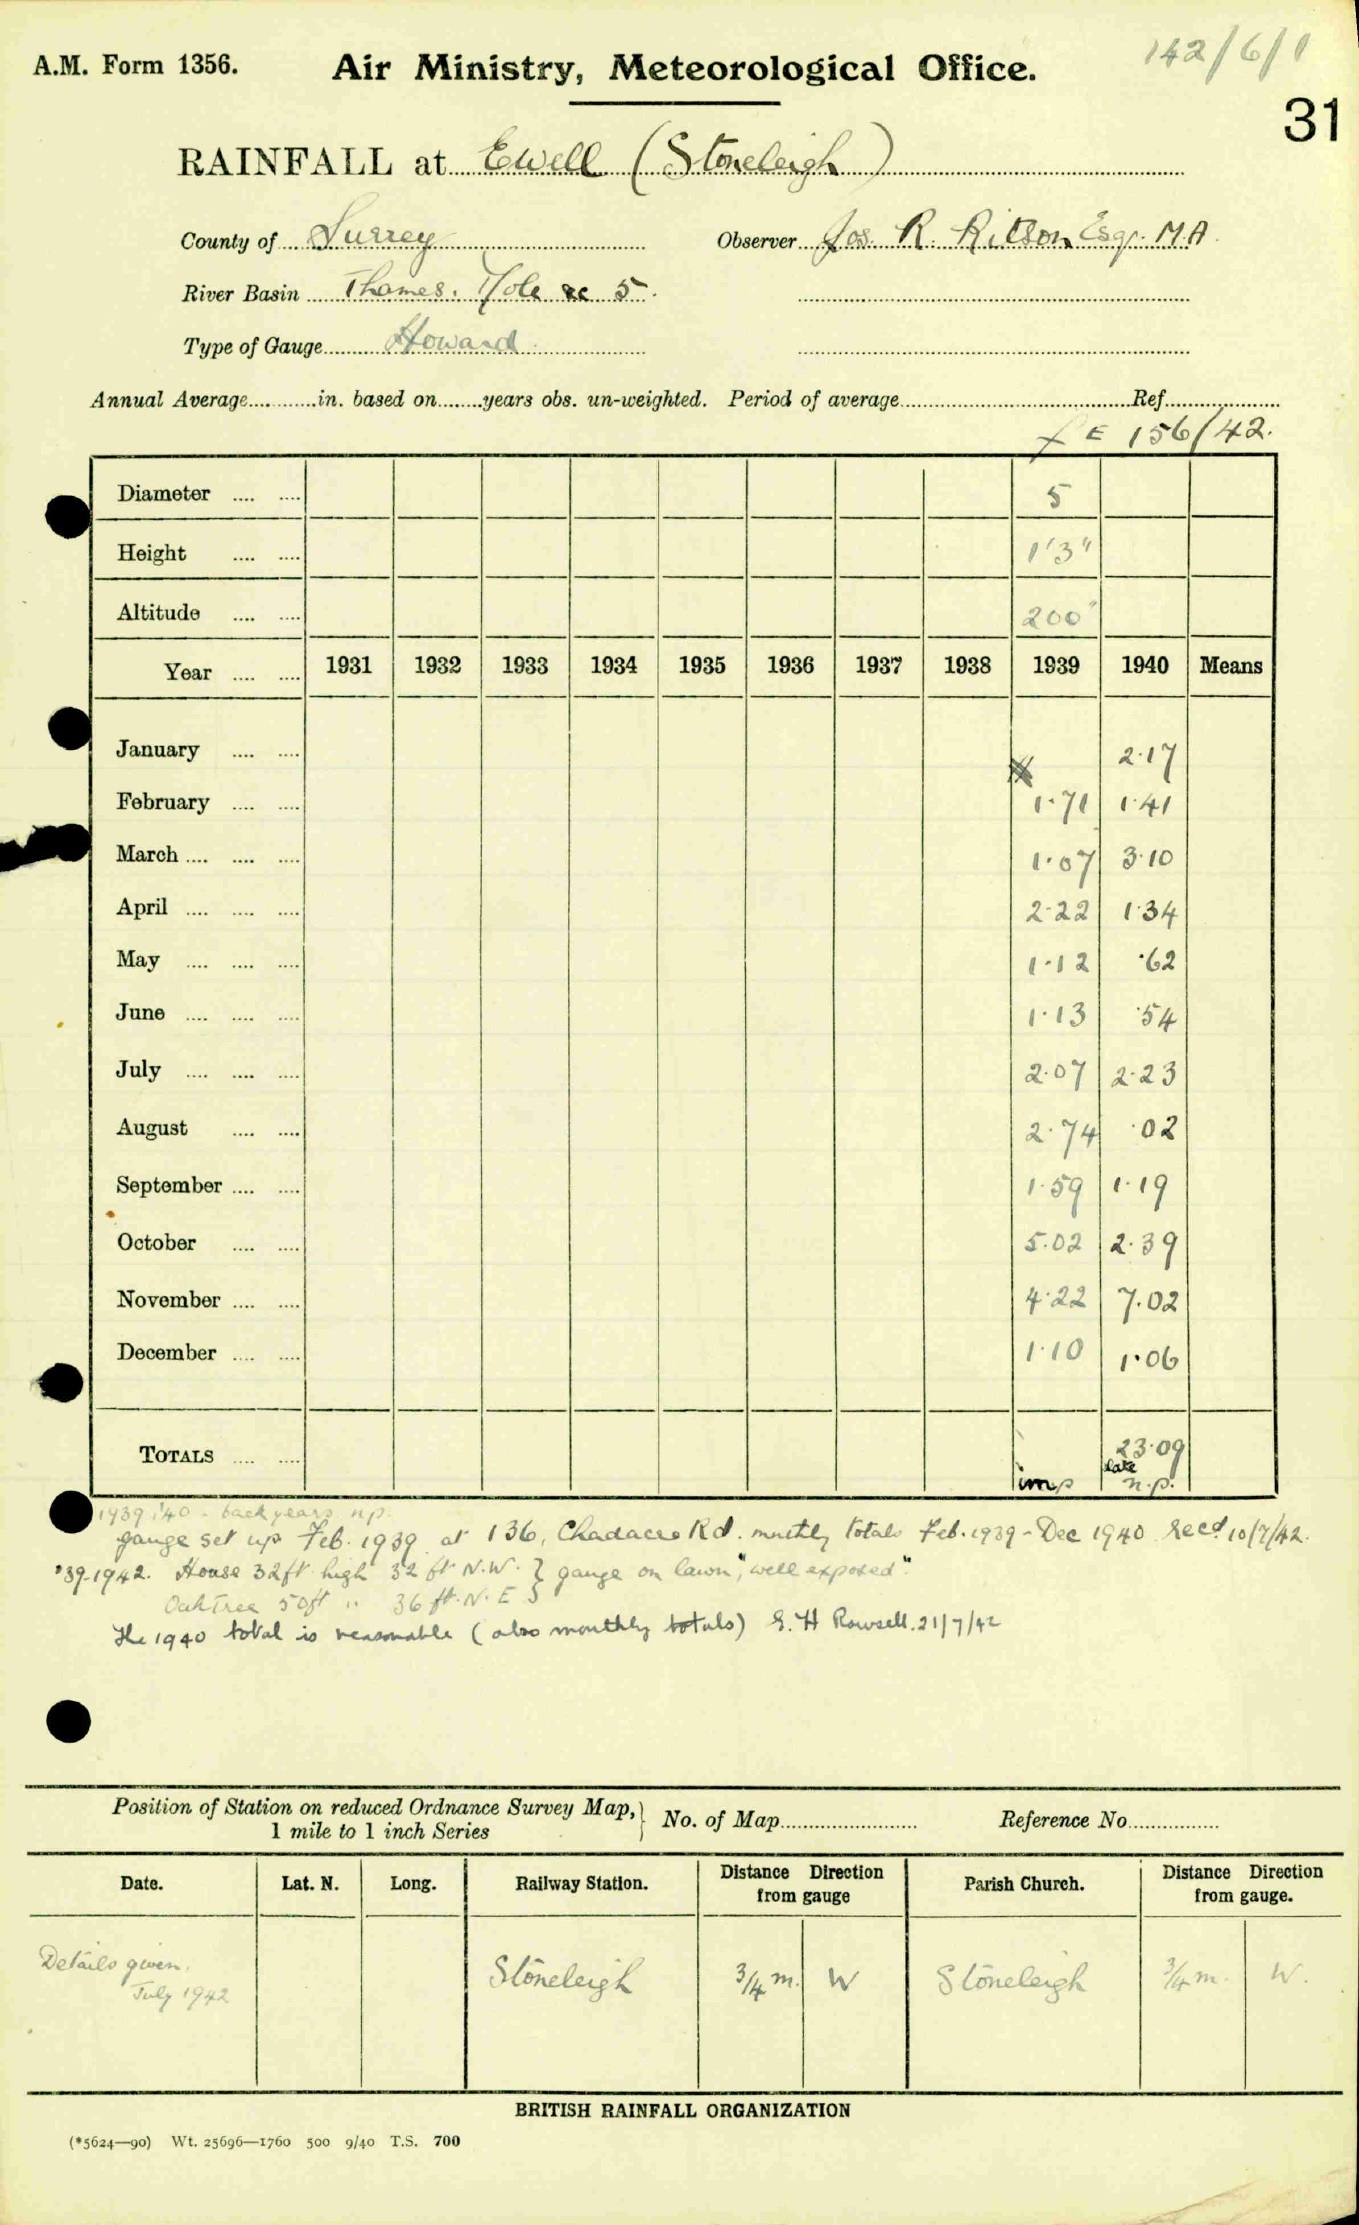 142/6/1
A.M. Form 1356. Air Ministry, Meteorological Office.
31
RAINFALL at Ewell (Stoneleigh)
County of Surrey Observer Jos. R. Ritson Esqr. M.A.
River Basin Thames. Mole &c 5.
Type of Gauge Howard
Annual Average............in. based on........years obs. un-weighted. Period of average.......... Ref..........
E 156/42.
Diameter .... .... 5
Height .... .... 1'3"
Altitude .... .... 200'
Year .... .... 1931 1932 1933 1934 1935 1936 1937 1938 1939 1940 Means
January .... .... 2·17
February .... .... 1·71 1·41
March .... .... .... 1·07 3·10
April .... .... .... 2·22 1·34
May .... .... .... 1·12 ·62
June .... .... .... 1·13 ·54
July .... .... .... 2·07 2·23
August .... .... 2·74 ·02
September .... .... 1·59 1·19
October .... .... 5·02 2·39
November .... .... 4·22 7·02
December .... .... 1·10 1·06
TOTALS .... .... 23·09
imp late n.p.
1939, '40 - back years n.p.
gauge set up Feb. 1939 at 136, Chadacre Rd. monthly totals Feb. 1939 - Dec 1940 recd 10/7/42.
'39-1942. House 32ft high 32 ft N.W. } gauge on lawn, "well exposed".
Oak Tree 50ft " 36 ft. N.E }
The 1940 total is reasonable (also monthly totals) E. H Rowsell. 21/7/42
Position of Station on reduced Ordnance Survey Map, } No. of Map.......... Reference No..........
1 mile to 1 inch Series
Date. Lat. N. Long. Railway Station. Distance Direction from gauge Parish Church. Distance Direction from gauge.
Details given. Stoneleigh 3/4 m. W Stoneleigh 3/4 m. W.
July 1942
BRITISH RAINFALL ORGANIZATION
(*5624—90) Wt. 25696—1760 500 9/40 T.S. 700